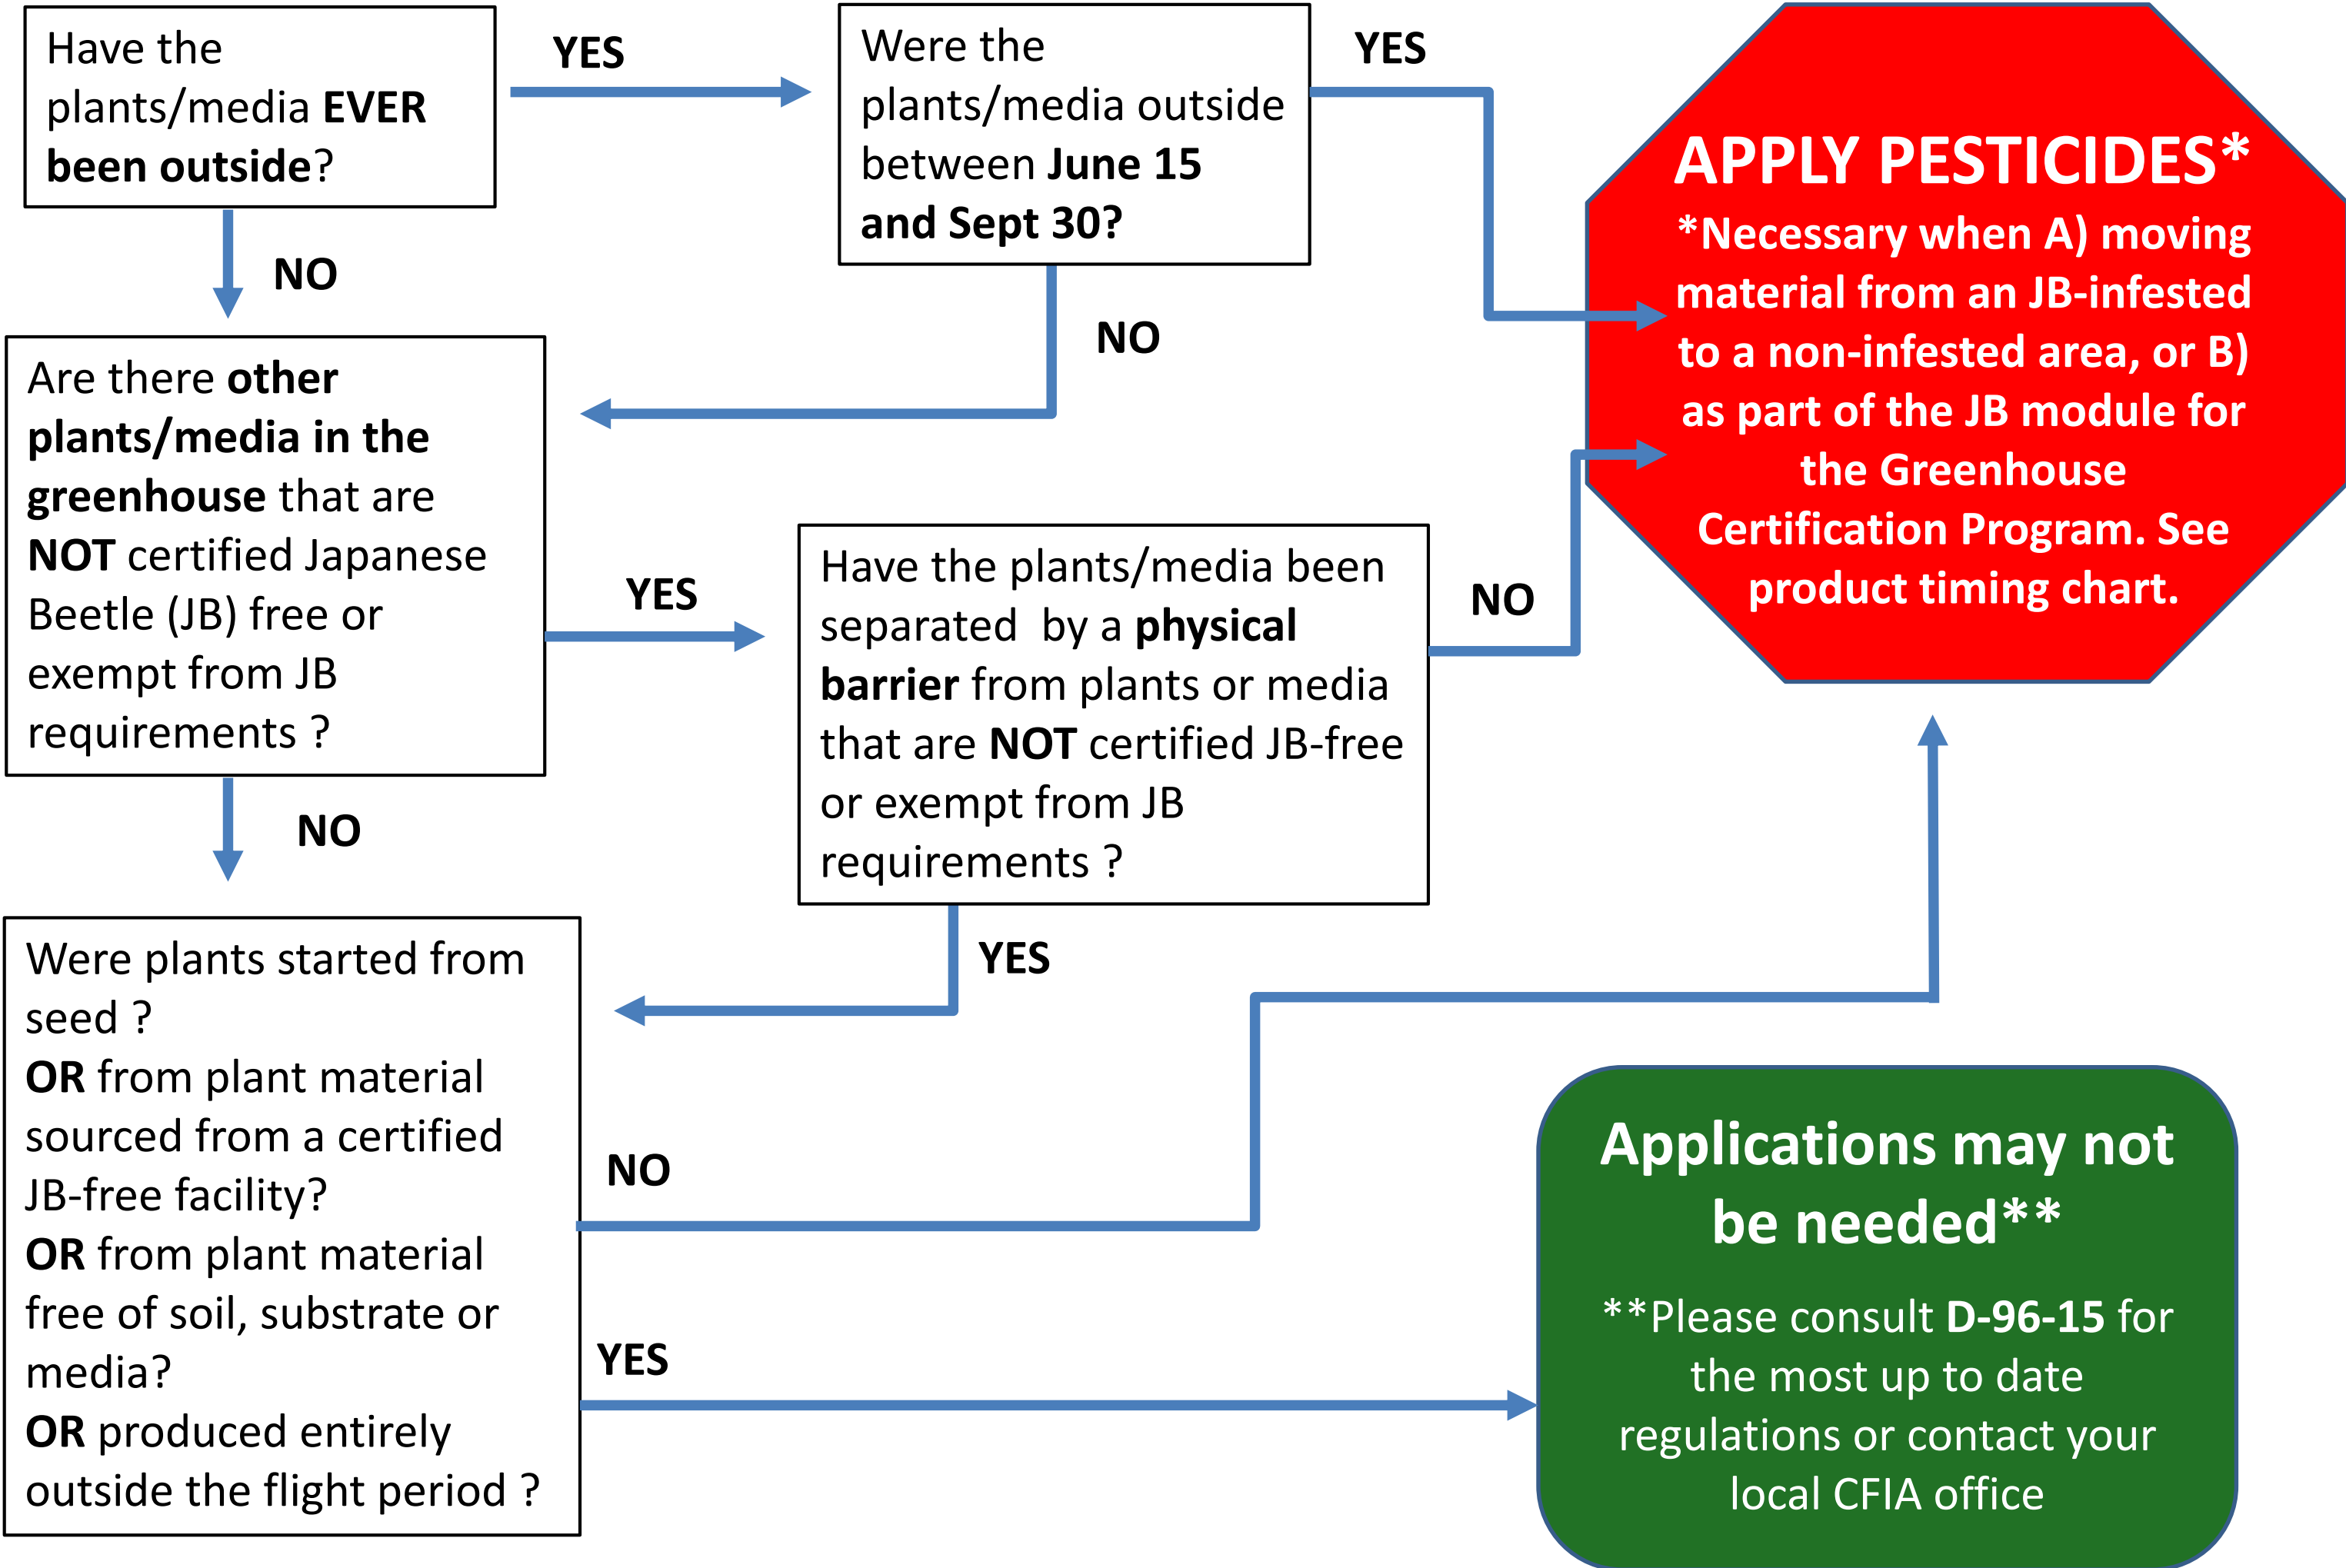 Have the
plants/media EVER
been outside?
YES
Were the
plants/media outside
between June 15
and Sept 30?
YES
APPLY PESTICIDES*
*Necessary when A) moving
material from an JB-infested
to a non-infested area, or B)
as part of the JB module for
the Greenhouse
Certification Program. See
product timing chart.
NO
NO
Are there other
plants/media in the
greenhouse that are
NOT certified Japanese
Beetle (JB) free or
exempt from JB
requirements ?
YES
Have the plants/media been
separated by a physical
barrier from plants or media
that are NOT certified JB-free
or exempt from JB
requirements ?
NO
NO
YES
Were plants started from
seed ?
OR from plant material
sourced from a certified
JB-free facility?
OR from plant material
free of soil, substrate or
media?
OR produced entirely
outside the flight period ?
NO
YES
Applications may not
be needed**
**Please consult D-96-15 for
the most up to date
regulations or contact your
local CFIA office